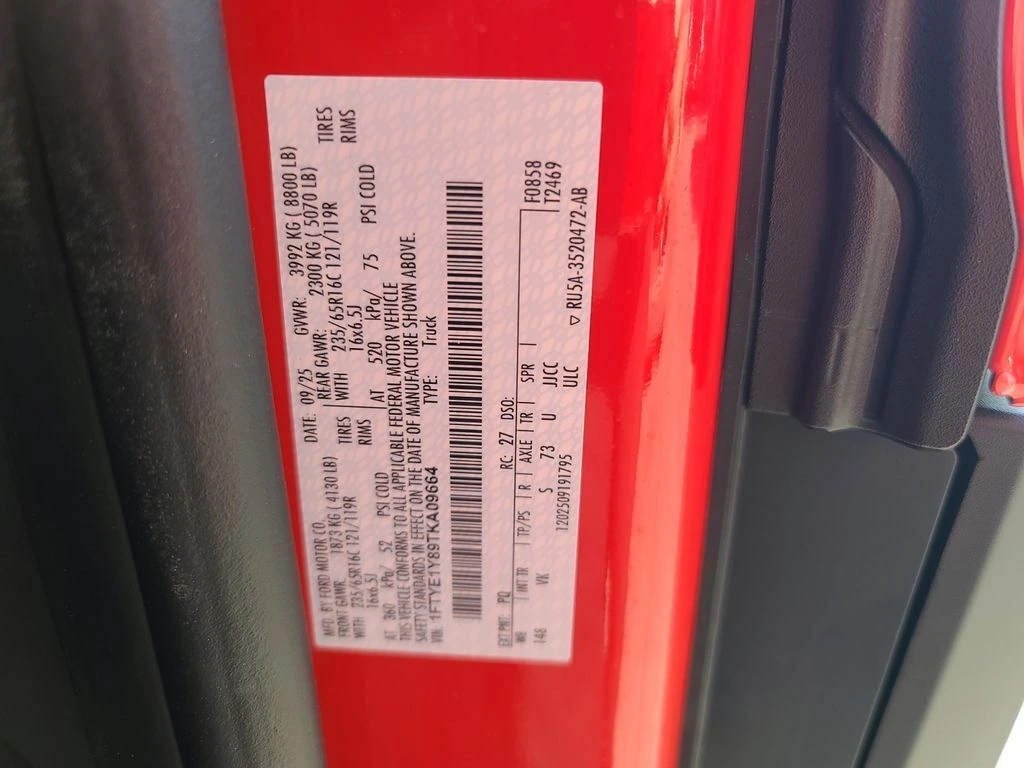 MFD. BY FORD MOTOR CO. DATE: 09/25 GVWR: 3992 KG ( 8800 LB)
FRONT GAWR: 1873 KG ( 4130 LB) REAR GAWR: 2300 KG ( 5070 LB)
WITH 235/65R16C 121/119R TIRES WITH 235/65R16C 121/119R TIRES
16x6.5J RIMS 16x6.5J RIMS
AT 360 kPa/ 52 PSI COLD AT 520 kPa/ 75 PSI COLD
THIS VEHICLE CONFORMS TO ALL APPLICABLE FEDERAL MOTOR VEHICLE
SAFETY STANDARDS IN EFFECT ON THE DATE OF MANUFACTURE SHOWN ABOVE.
VIN: 1FTYE1Y89TKA09664 TYPE: Truck
EXT PNT: PQ RC: 27 DSO: F0858
WB INT TR TP/PS R AXLE TR SPR T2469
148 VK S 73 U JJCC
1202509191795 ULC
▽ RU5A-3520472-AB